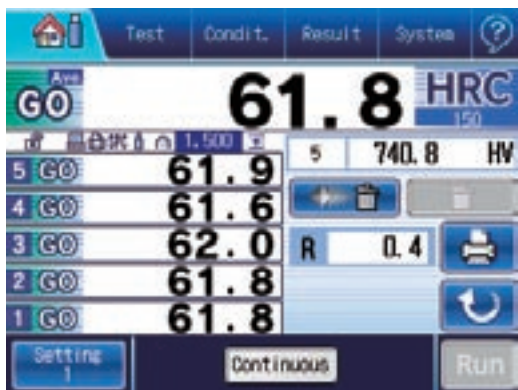 Test Condit. Result System ?
Ave
GO 61.8 HRC
150
1.500
5 740.8 HV
5 GO 61.9
4 GO 61.6
3 GO 62.0 R 0.4
2 GO 61.8
1 GO 61.8
Setting
1
Continuous
Run